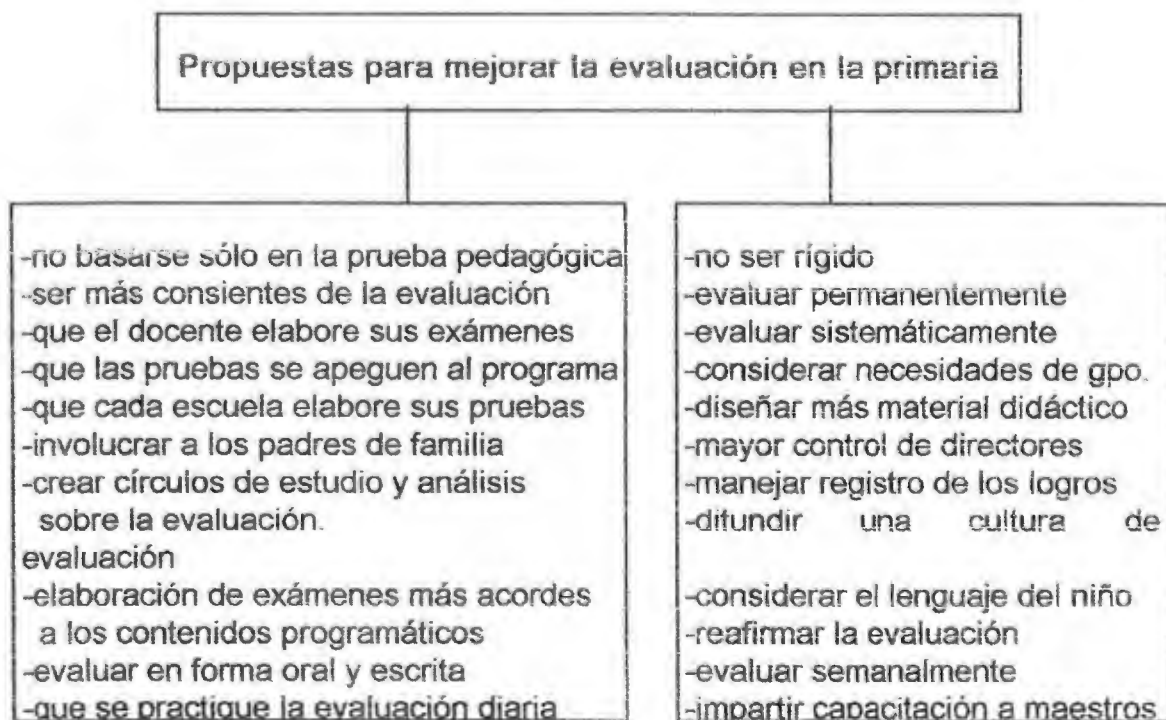 Propuestas para mejorar la evaluación en la primaria
-no basarse sólo en la prueba pedagógica
-ser más consientes de la evaluación
-que el docente elabore sus exámenes
-que las pruebas se apeguen al programa
-que cada escuela elabore sus pruebas
-involucrar a los padres de familia
-crear círculos de estudio y análisis
sobre la evaluación.
evaluación
-elaboración de exámenes más acordes
a los contenidos programáticos
-evaluar en forma oral y escrita
-que se practique la evaluación diaria
-no ser rígido
-evaluar permanentemente
-evaluar sistemáticamente
-considerar necesidades de gpo.
-diseñar más material didáctico
-mayor control de directores
-manejar registro de los logros
-difundir una cultura de
-considerar el lenguaje del niño
-reafirmar la evaluación
-evaluar semanalmente
-impartir capacitación a maestros